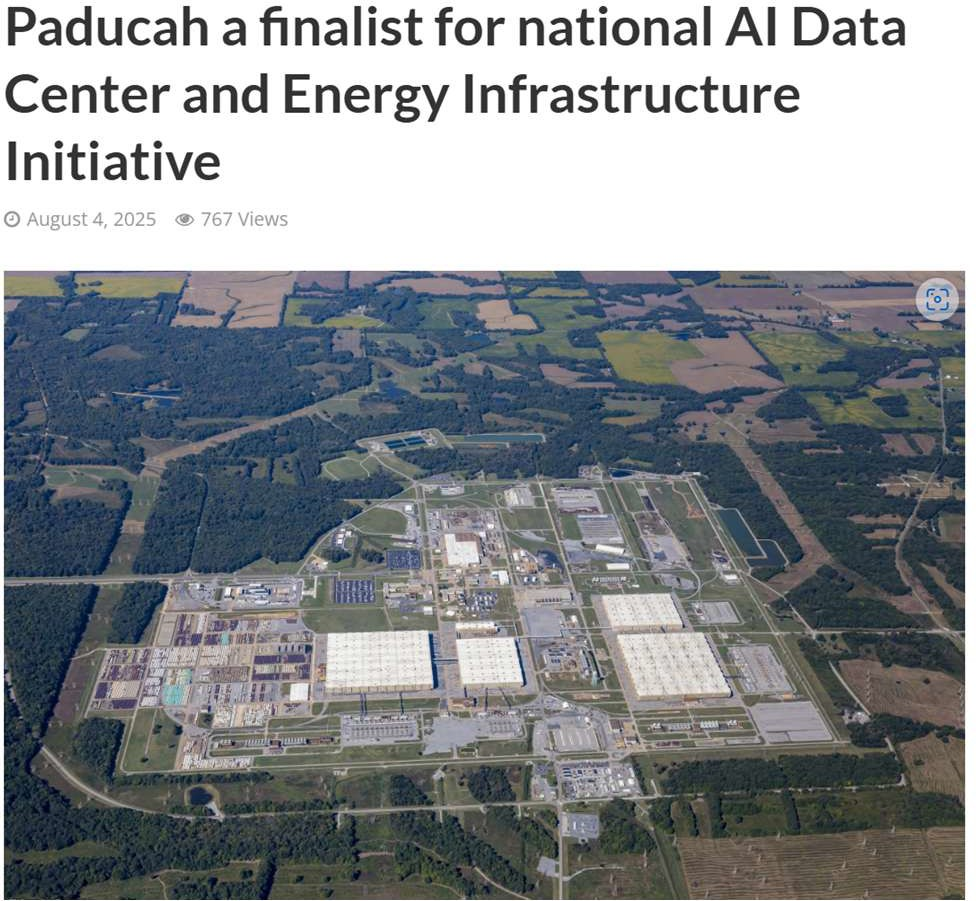 Paducah a finalist for national AI Data
Center and Energy Infrastructure
Initiative
August 4, 2025 767 Views